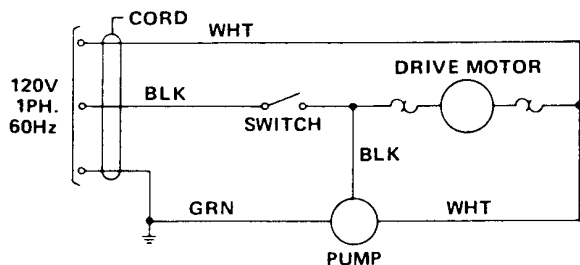 CORD
WHT
120V
1PH.
60Hz
BLK
SWITCH
DRIVE MOTOR
BLK
GRN
WHT
PUMP